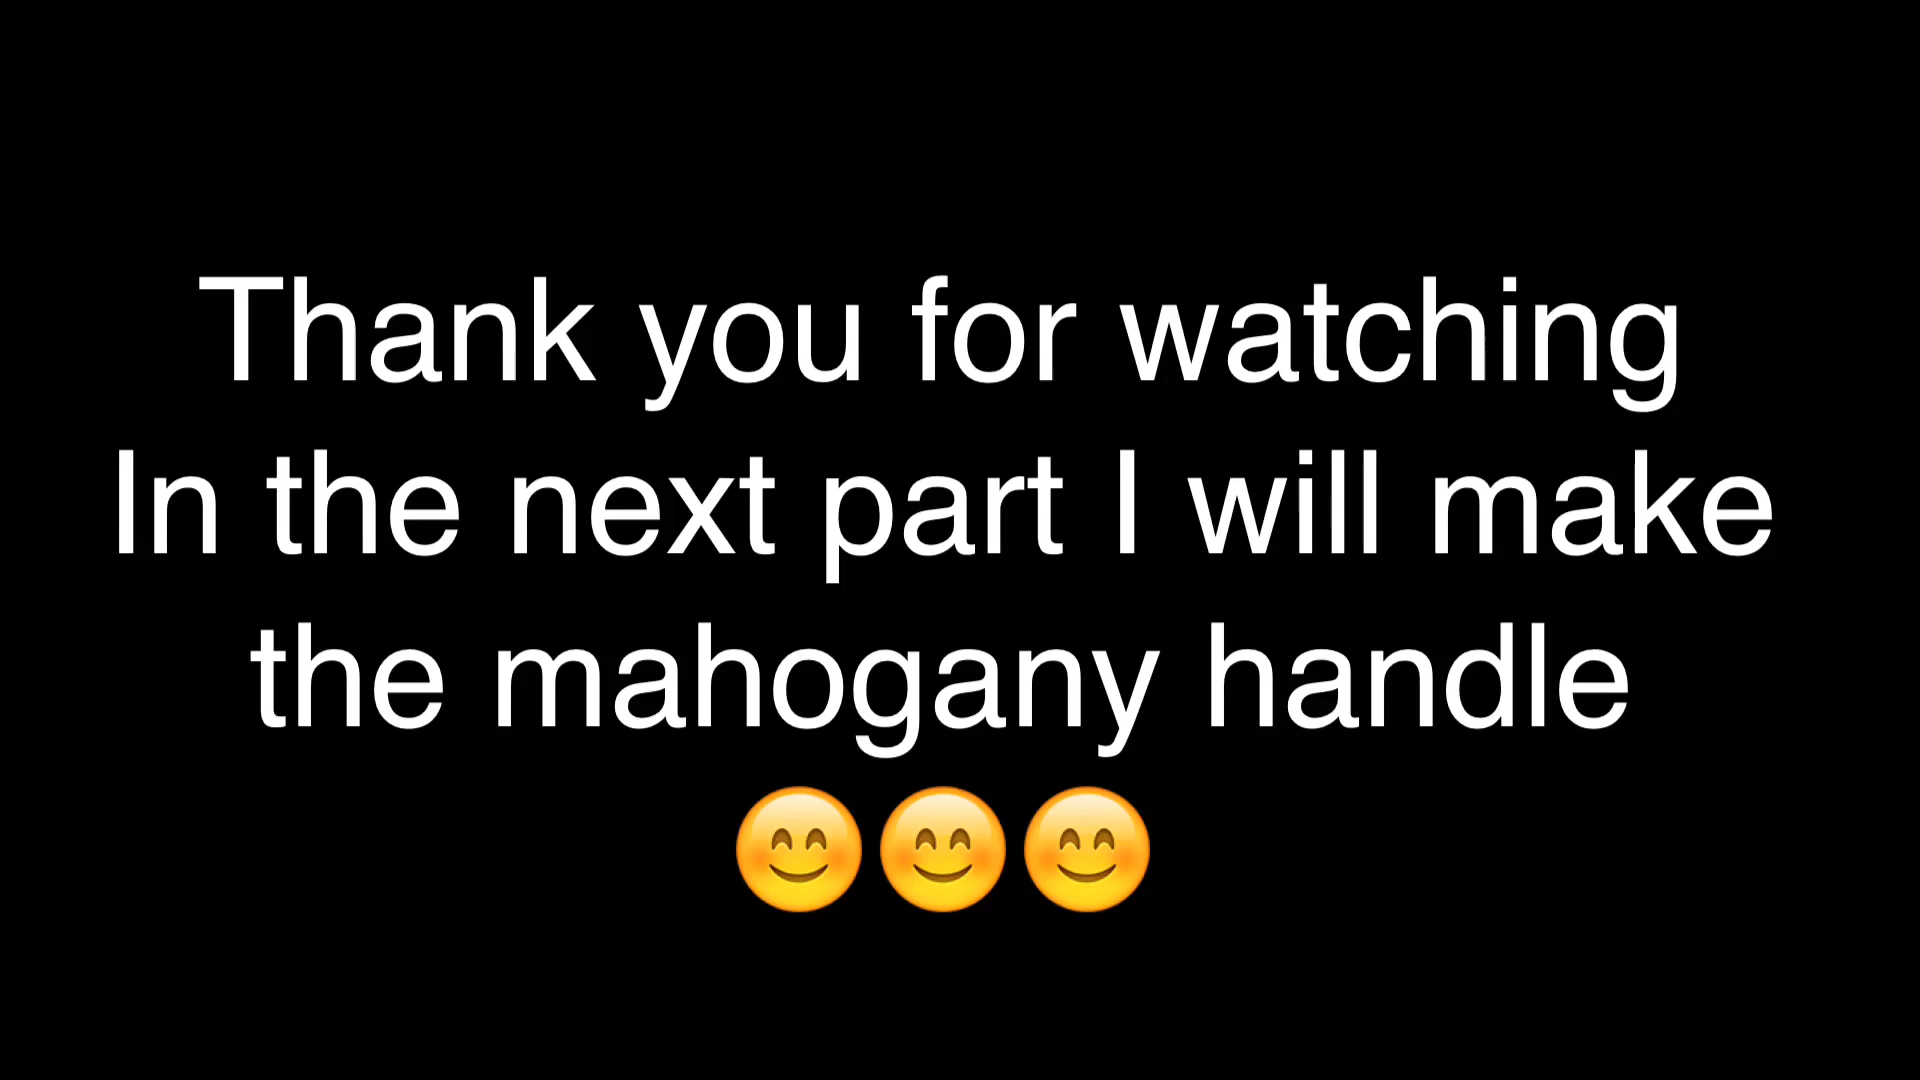 Thank you for watching
In the next part I will make
the mahogany handle
😊😊😊